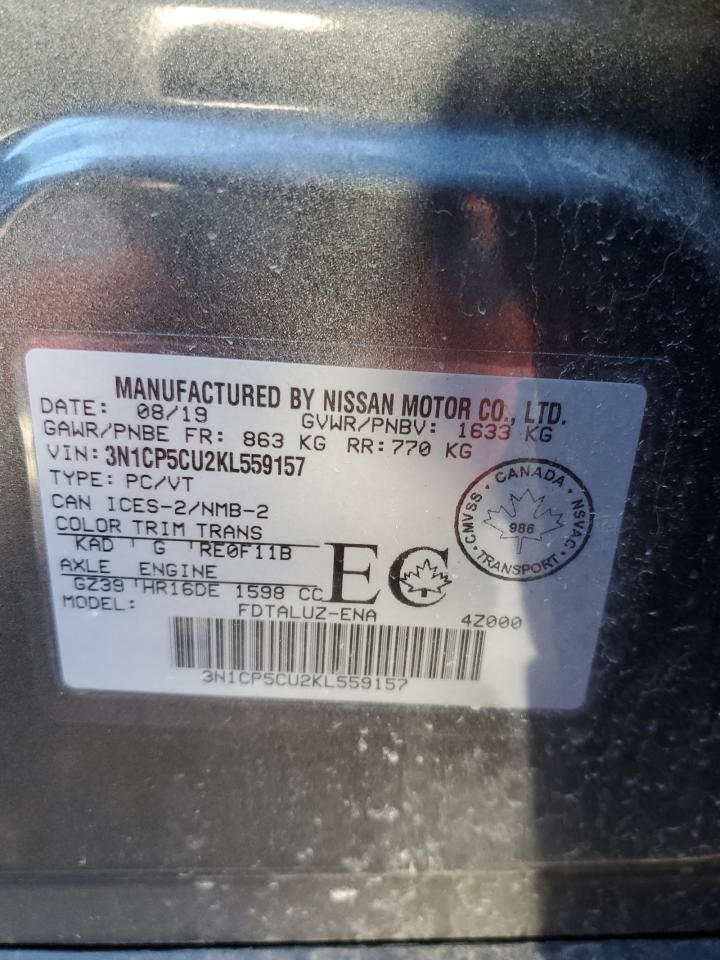 MANUFACTURED BY NISSAN MOTOR CO., LTD.
DATE: 08/19 GVWR/PNBV: 1633 KG
GAWR/PNBE FR: 863 KG RR:770 KG
VIN: 3N1CP5CU2KL559157
TYPE: PC/VT
CAN ICES-2/NMB-2
COLOR TRIM TRANS
KAD G RE0F11B
AXLE ENGINE
GZ39 HR16DE 1598 CC
MODEL: FDTALUZ-ENA 4Z000
EC
CMVSS · CANADA · NSVAC · TRANSPORT ·
986
3N1CP5CU2KL559157